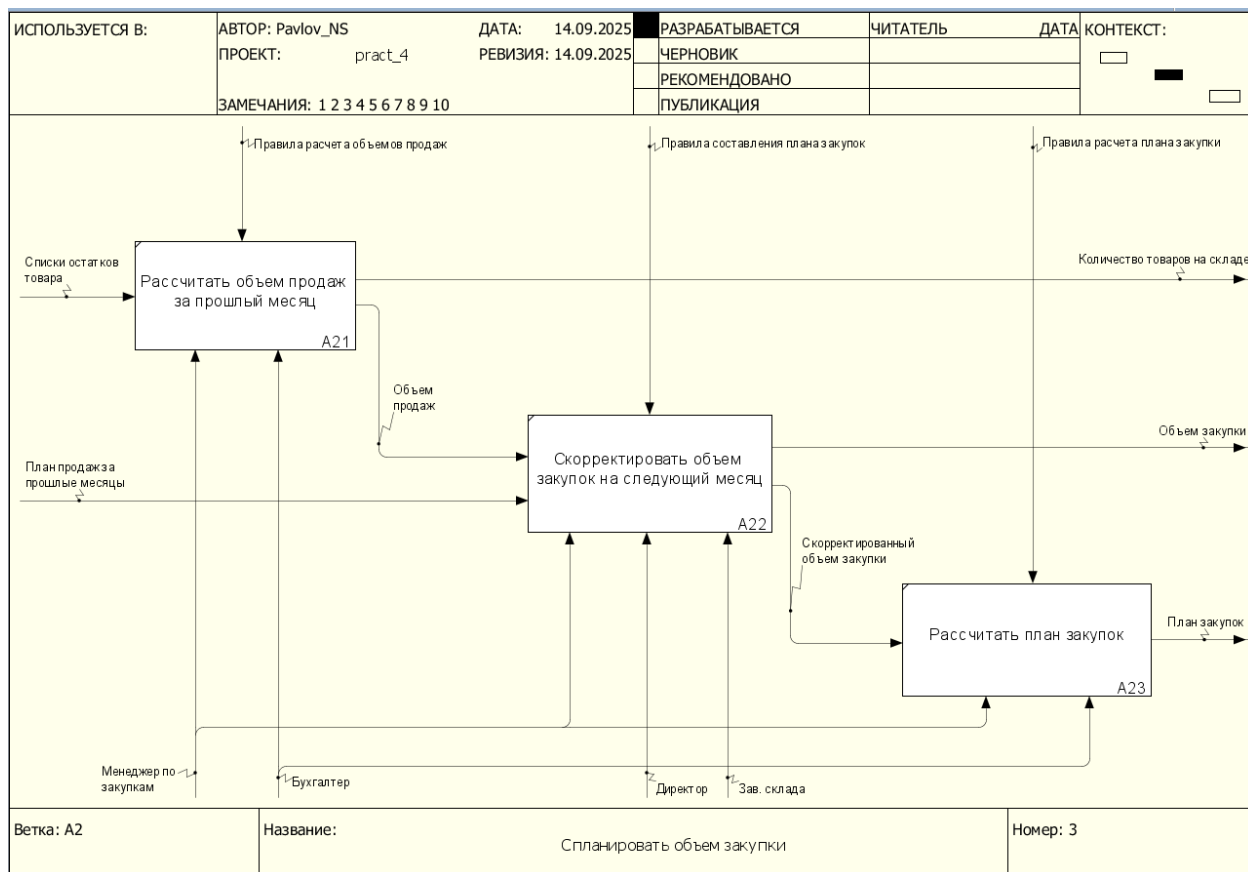 ИСПОЛЬЗУЕТСЯ В:
АВТОР: Pavlov_NS
ДАТА: 14.09.2025
ПРОЕКТ: pract_4
РЕВИЗИЯ: 14.09.2025
ЗАМЕЧАНИЯ: 1 2 3 4 5 6 7 8 9 10
РАЗРАБАТЫВАЕТСЯ
ЧЕРНОВИК
РЕКОМЕНДОВАНО
ПУБЛИКАЦИЯ
ЧИТАТЕЛЬ
ДАТА
КОНТЕКСТ:
Правила расчета объемов продаж
Правила составления плана закупок
Правила расчета плана закупки
Списки остатков
товара
Рассчитать объем продаж
за прошлый месяц
A21
Количество товаров на складе
Объем
продаж
План продаж за
прошлые месяцы
Скорректировать объем
закупок на следующий месяц
A22
Объем закупки
Скорректированный
объем закупки
Рассчитать план закупок
A23
План закупок
Менеджер по
закупкам
Бухгалтер
Директор
Зав. склада
Ветка: A2
Название:
Спланировать объем закупки
Номер: 3